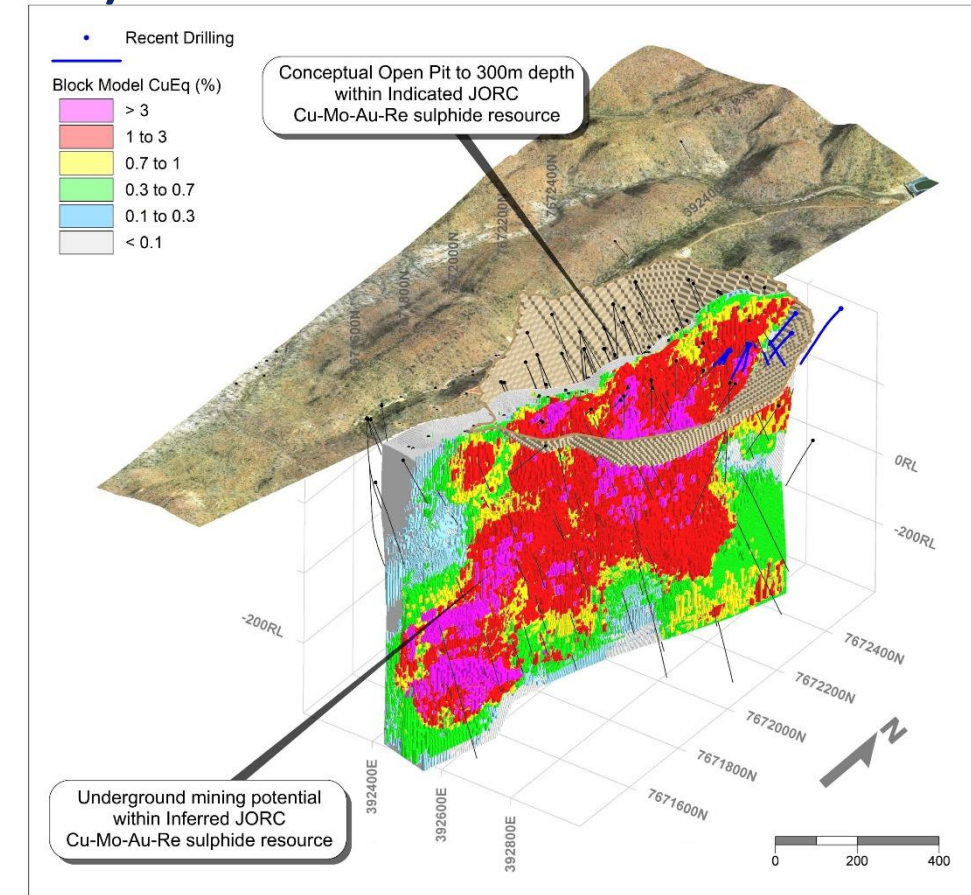 Recent Drilling
Block Model CuEq (%)
> 3
1 to 3
0.7 to 1
0.3 to 0.7
0.1 to 0.3
< 0.1
Conceptual Open Pit to 300m depth
within Indicated JORC
Cu-Mo-Au-Re sulphide resource
7672400N
7672200N
7672000N
7671800N
7671600N
0RL
-200RL
-200RL
7672400N
7672200N
7672000N
7671800N
7671600N
392400E
392600E
392800E
N
Underground mining potential
within Inferred JORC
Cu-Mo-Au-Re sulphide resource
0
200
400